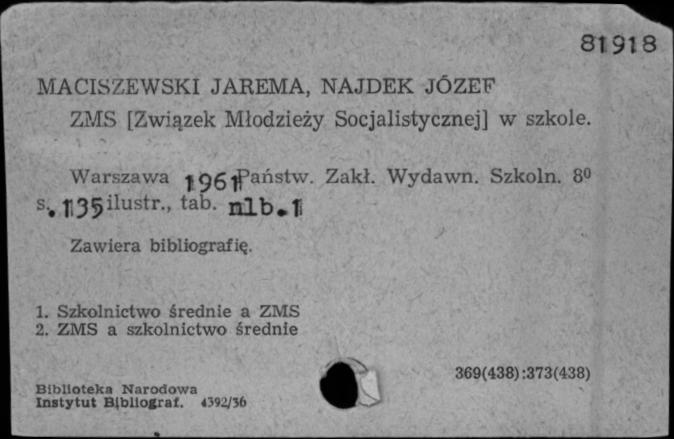 81918
MACISZEWSKI JAREMA, NAJDEK JÓZEF
ZMS [Związek Młodzieży Socjalistycznej] w szkole.
Warszawa 1961 Państw. Zakł. Wydawn. Szkoln. 8⁰
s. 135 ilustr., tab. nlb. 1
Zawiera bibliografię.
1. Szkolnictwo średnie a ZMS
2. ZMS a szkolnictwo średnie
369(438):373(438)
Biblioteka Narodowa
Instytut Bibliograf. 4392/56